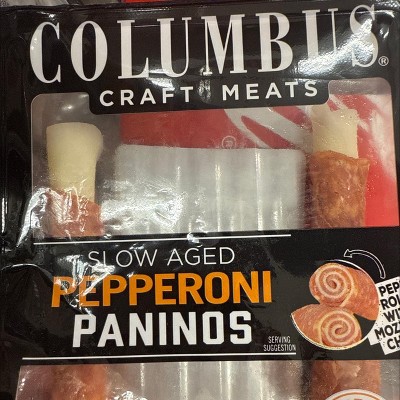 COLUMBUS®
CRAFT MEATS
SLOW AGED
PEPPERONI
PANINOS
SERVING
SUGGESTION